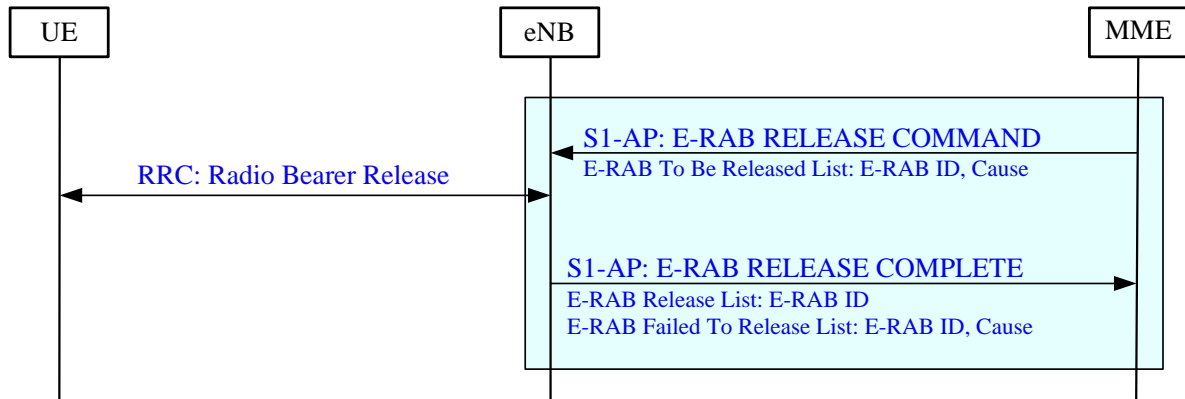 UE
eNB
MME
S1-AP: E-RAB RELEASE COMMAND
E-RAB To Be Released List: E-RAB ID, Cause
RRC: Radio Bearer Release
S1-AP: E-RAB RELEASE COMPLETE
E-RAB Release List: E-RAB ID
E-RAB Failed To Release List: E-RAB ID, Cause